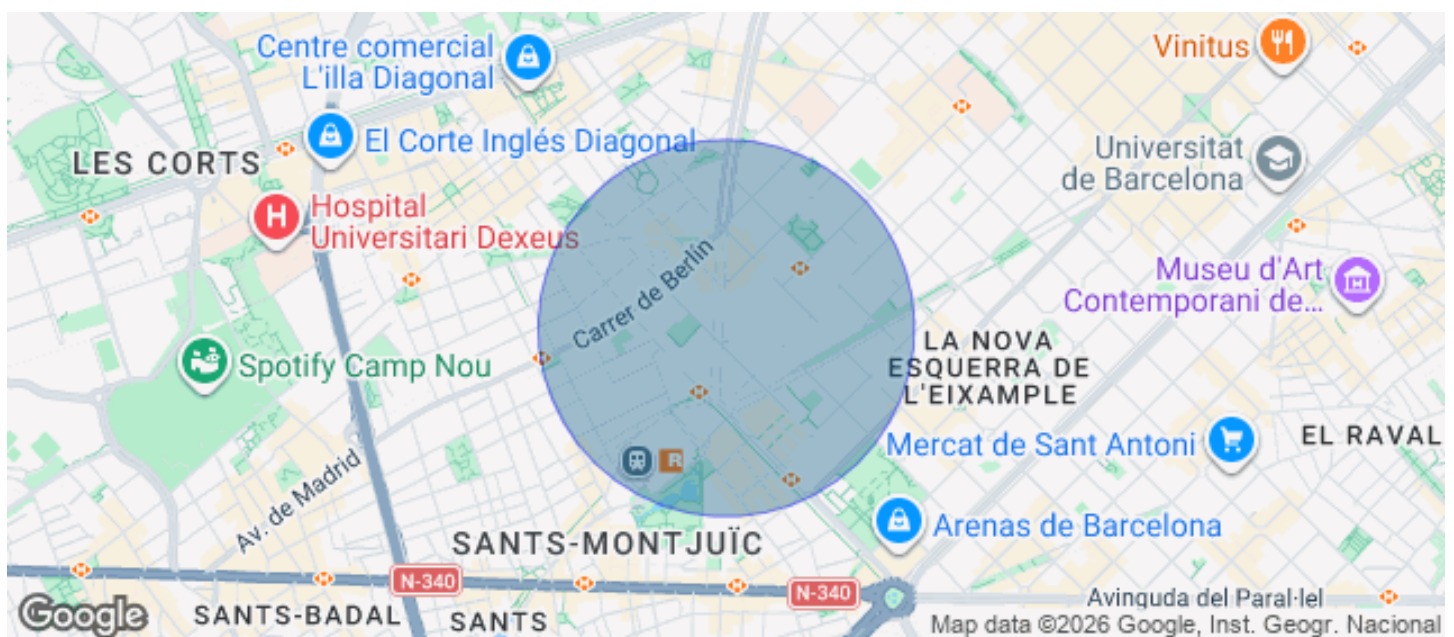 Centre comercial
L'illa Diagonal
Vinitus
El Corte Inglés Diagonal
LES CORTS
Universitat
de Barcelona
H
Hospital
Universitari Dexeus
Carrer de Berlín
Museu d'Art
Contemporani de...
Spotify Camp Nou
LA NOVA
ESQUERRA DE
L'EIXAMPLE
Mercat de Sant Antoni
EL RAVAL
R
Av. de Madrid
Arenas de Barcelona
SANTS-MONTJUÏC
N-340
N-340
Avinguda del Paral·lel
Google
SANTS-BADAL
SANTS
Map data ©2026 Google, Inst. Geogr. Nacional